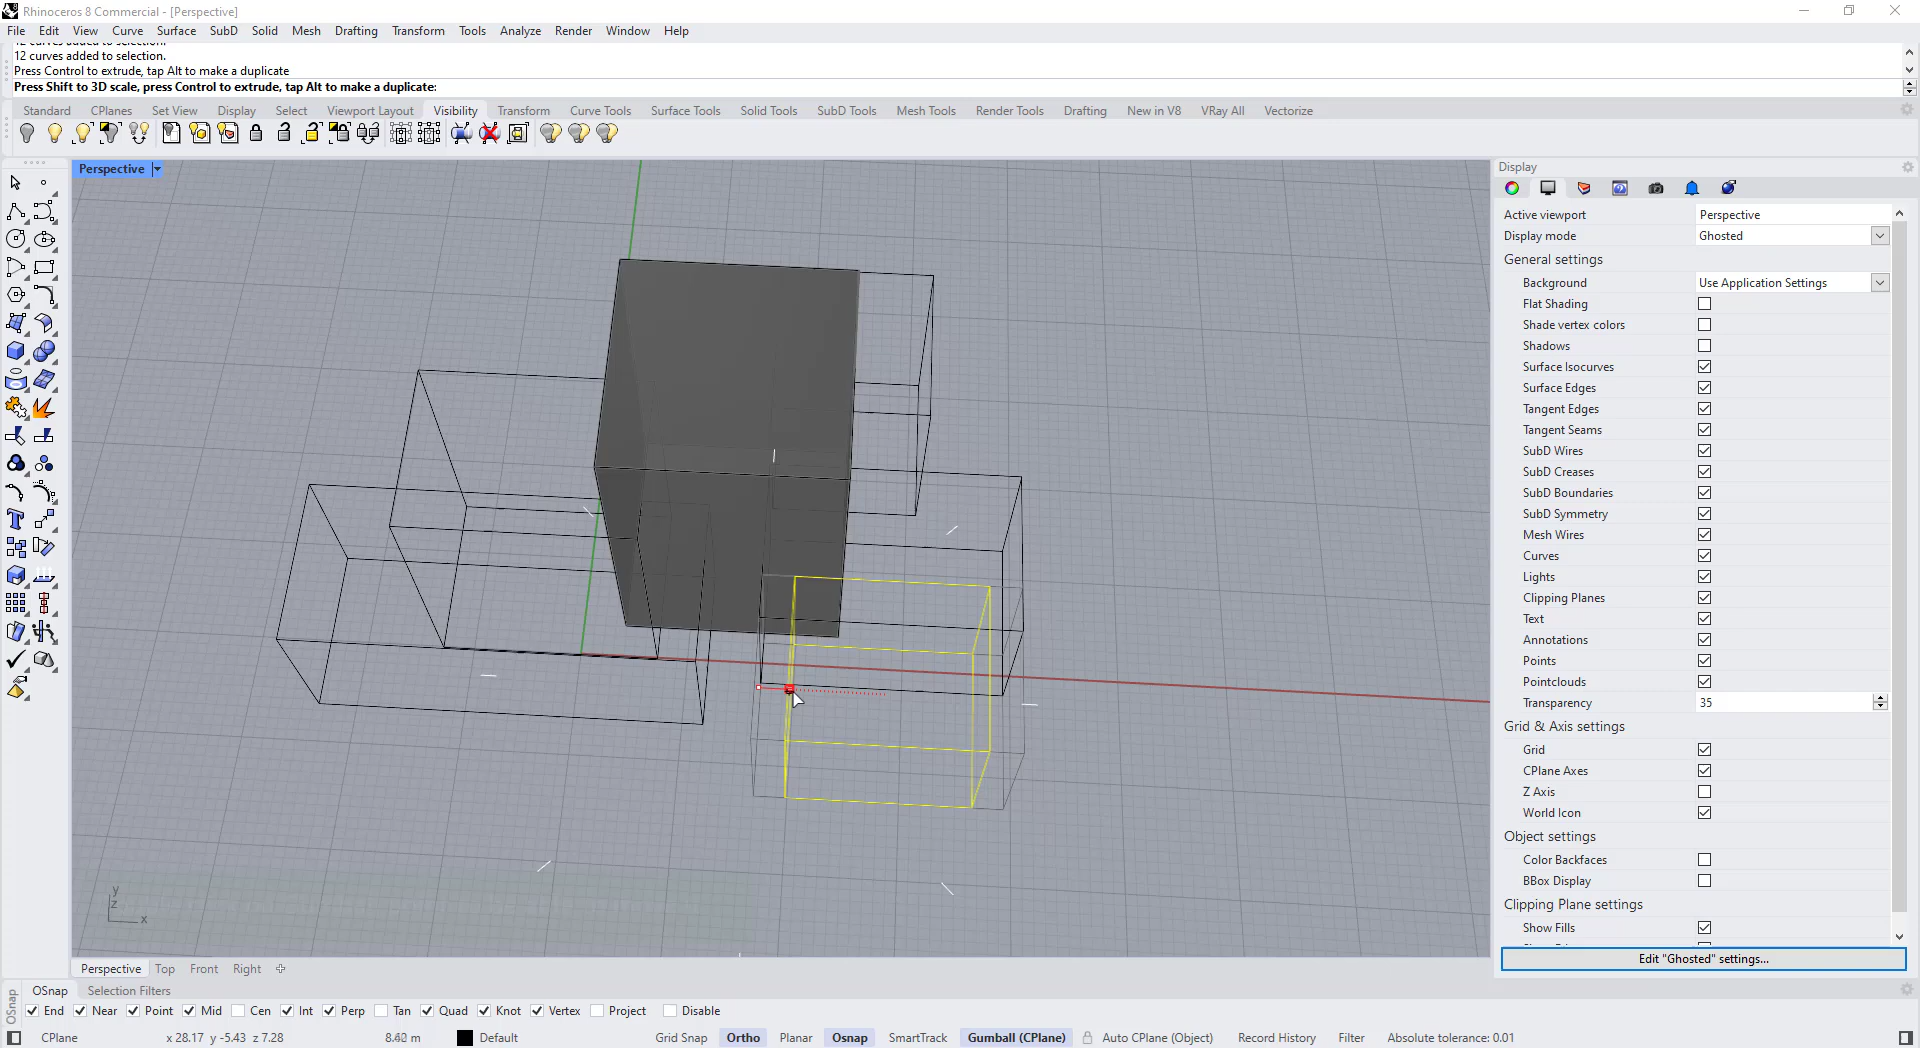 Rhinoceros 8 Commercial - [Perspective]
File Edit View Curve Surface SubD Solid Mesh Drafting Transform Tools Analyze Render Window Help
12 curves added to selection.
12 curves added to selection.
Press Control to extrude, tap Alt to make a duplicate
Press Shift to 3D scale, press Control to extrude, tap Alt to make a duplicate:
Standard CPlanes Set View Display Select Viewport Layout Visibility Transform Curve Tools Surface Tools Solid Tools SubD Tools Mesh Tools Render Tools Drafting New in V8 VRay All Vectorize
Perspective
Display
Active viewport Perspective
Display mode Ghosted
General settings
Background Use Application Settings
Flat Shading
Shade vertex colors
Shadows
Surface Isocurves
Surface Edges
Tangent Edges
Tangent Seams
SubD Wires
SubD Creases
SubD Boundaries
SubD Symmetry
Mesh Wires
Curves
Lights
Clipping Planes
Text
Annotations
Points
Pointclouds
Transparency 35
Grid & Axis settings
Grid
CPlane Axes
Z Axis
World Icon
Object settings
Color Backfaces
BBox Display
Clipping Plane settings
Show Fills
Edit "Ghosted" settings...
y
z
x
Perspective Top Front Right
OSnap Selection Filters
OSnap
End Near Point Mid Cen Int Perp Tan Quad Knot Vertex Project Disable
CPlane x 28.17 y -5.43 z 7.28 m Default Grid Snap Ortho Planar Osnap SmartTrack Gumball (CPlane) Auto CPlane (Object) Record History Filter Absolute tolerance: 0.01